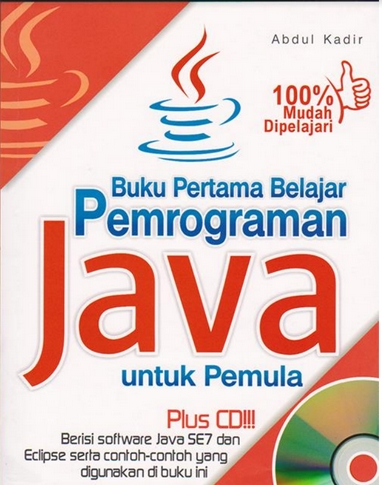 Abdul Kadir
100%
Mudah
Dipelajari
Buku Pertama Belajar
Pemrograman
Java
untuk Pemula
Plus CD!!!
Berisi software Java SE7 dan
Eclipse serta contoh-contoh yang
digunakan di buku ini